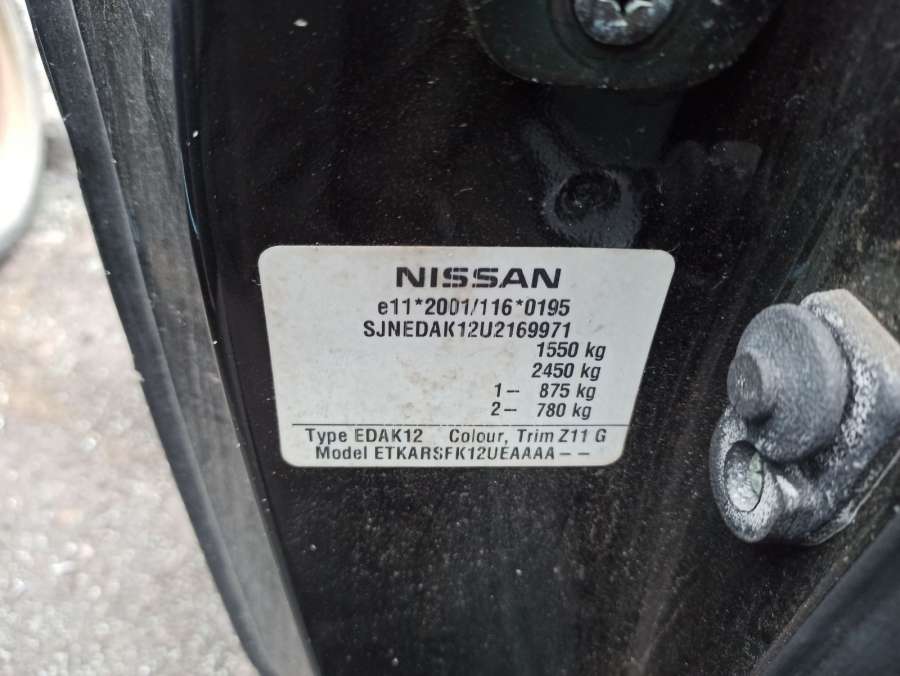 NISSAN
e11*2001/116*0195
SJNEDAK12U2169971
1550 kg
2450 kg
1– 875 kg
2– 780 kg
Type EDAK12 Colour, Trim Z11 G
Model ETKARSFK12UEAAAA– –